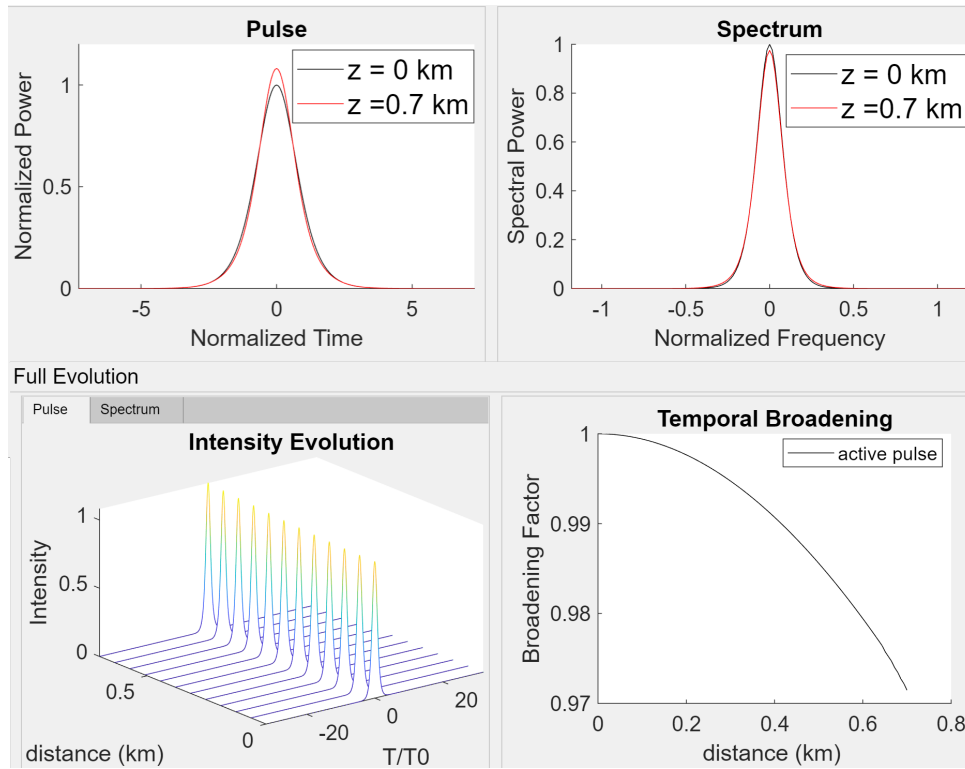 Pulse
Normalized Power
1
0.5
0
-5
0
5
Normalized Time
z = 0 km
z =0.7 km
Spectrum
Spectral Power
1
0.8
0.6
0.4
0.2
0
-1
-0.5
0
0.5
1
Normalized Frequency
z = 0 km
z =0.7 km
Full Evolution
Pulse
Spectrum
Intensity Evolution
Intensity
1
0.5
0
0.5
0
distance (km)
-20
0
20
T/T0
Temporal Broadening
Broadening Factor
1
0.99
0.98
0.97
0
0.2
0.4
0.6
0.8
distance (km)
active pulse